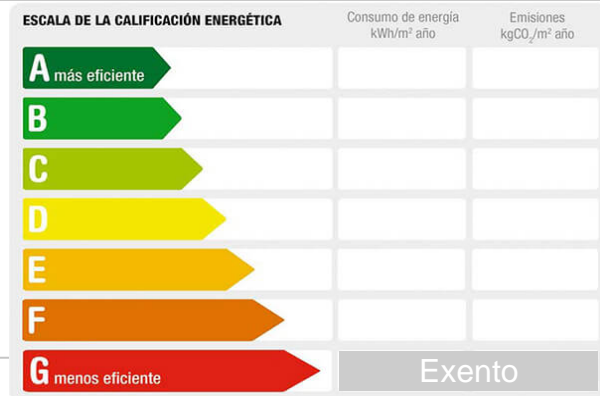 ESCALA DE LA CALIFICACIÓN ENERGÉTICA
Consumo de energía
kWh/m² año
Emisiones
kgCO₂/m² año
A más eficiente
B
C
D
E
F
G menos eficiente
Exento